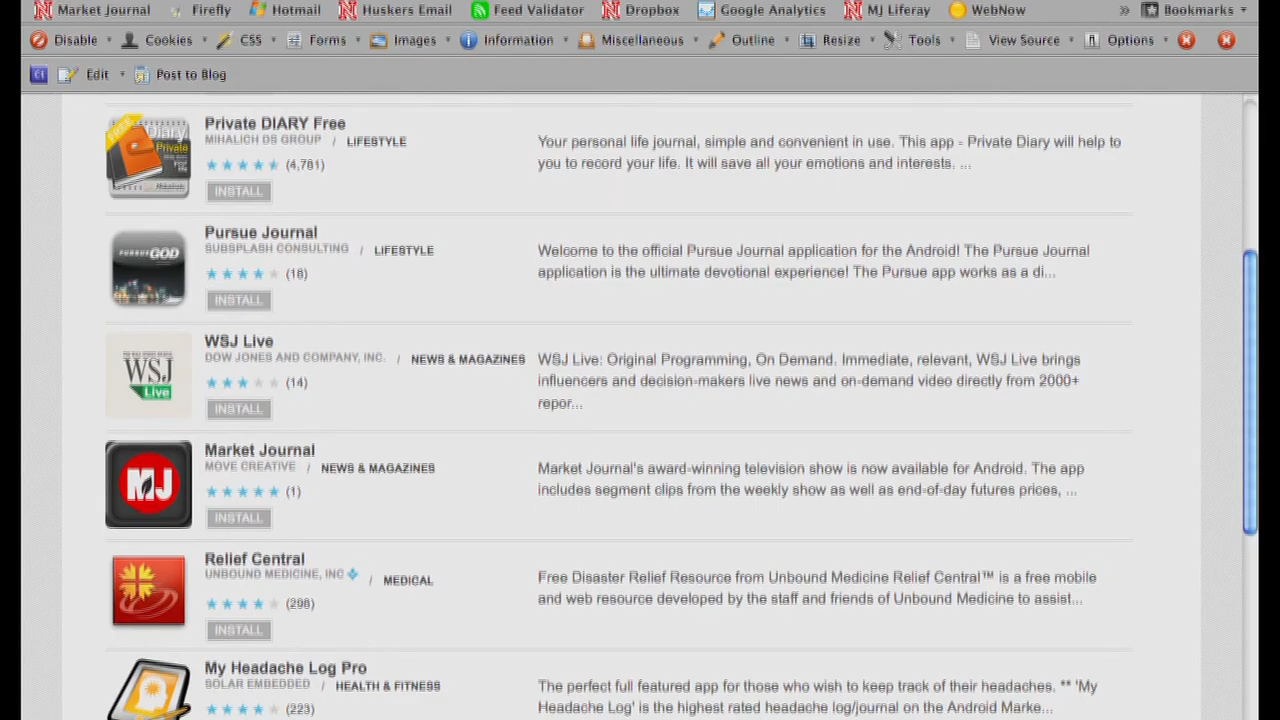 Market Journal Firefly Hotmail Huskers Email Feed Validator Dropbox Google Analytics MJ Liferay WebNow » Bookmarks
Disable Cookies CSS Forms Images Information Miscellaneous Outline Resize Tools View Source Options
Edit Post to Blog
FREE
Diary
Private
Private DIARY Free
MIHALICH DS GROUP / LIFESTYLE
(4,781)
INSTALL
Your personal life journal, simple and convenient in use. This app - Private Diary will help to
you to record your life. It will save all your emotions and interests. ...
PURSUEGOD
Pursue Journal
SUBSPLASH CONSULTING / LIFESTYLE
(18)
INSTALL
Welcome to the official Pursue Journal application for the Android! The Pursue Journal
application is the ultimate devotional experience! The Pursue app works as a di...
WSJ
Live
WSJ Live
DOW JONES AND COMPANY, INC. / NEWS & MAGAZINES
(14)
INSTALL
WSJ Live: Original Programming, On Demand. Immediate, relevant, WSJ Live brings
influencers and decision-makers live news and on-demand video directly from 2000+
repor...
MJ
Market Journal
MOVE CREATIVE / NEWS & MAGAZINES
(1)
INSTALL
Market Journal's award-winning television show is now available for Android. The app
includes segment clips from the weekly show as well as end-of-day futures prices, ...
Relief Central
UNBOUND MEDICINE, INC / MEDICAL
(298)
INSTALL
Free Disaster Relief Resource from Unbound Medicine Relief Central™ is a free mobile
and web resource developed by the staff and friends of Unbound Medicine to assist...
My Headache Log Pro
SOLAR EMBEDDED / HEALTH & FITNESS
(223)
The perfect full featured app for those who wish to keep track of their headaches. ** 'My
Headache Log' is the highest rated headache log/journal on the Android Marke...